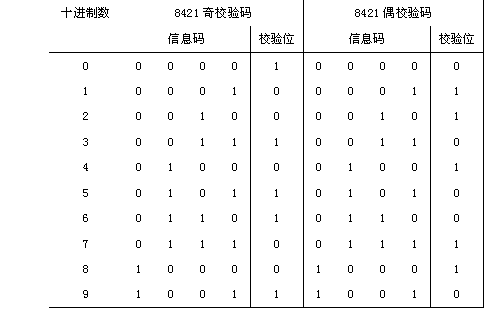 十进制数 8421 奇校验码 8421 偶校验码
信息码 校验位 信息码 校验位
0 0 0 0 0 1 0 0 0 0 0
1 0 0 0 1 0 0 0 0 1 1
2 0 0 1 0 0 0 0 1 0 1
3 0 0 1 1 1 0 0 1 1 0
4 0 1 0 0 0 0 1 0 0 1
5 0 1 0 1 1 0 1 0 1 0
6 0 1 1 0 1 0 1 1 0 0
7 0 1 1 1 0 0 1 1 1 1
8 1 0 0 0 0 1 0 0 0 1
9 1 0 0 1 1 1 0 0 1 0